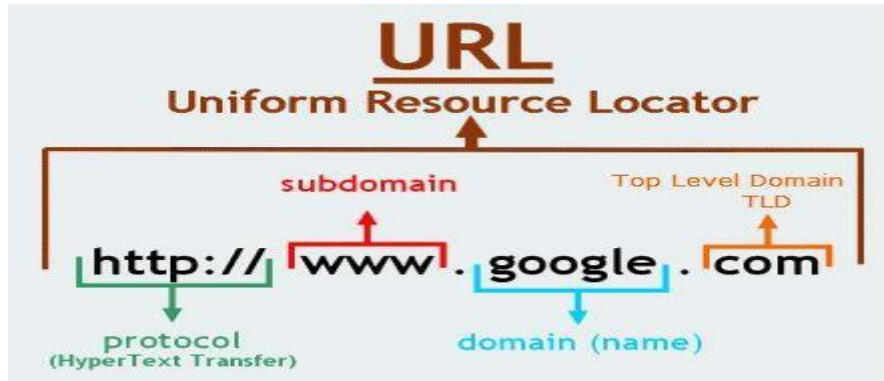 URL
Uniform Resource Locator
subdomain
Top Level Domain
TLD
http:// www . google . com
protocol
(HyperText Transfer)
domain (name)